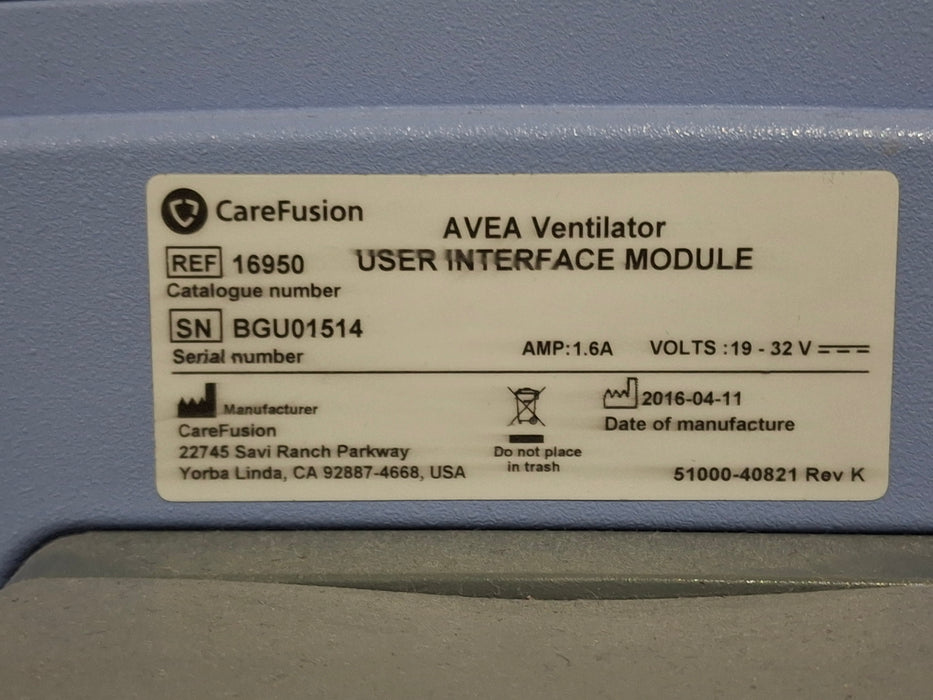 CareFusion
AVEA Ventilator
USER INTERFACE MODULE
REF 16950
Catalogue number
SN BGU01514
Serial number
AMP:1.6A VOLTS :19 - 32 V
Manufacturer
CareFusion
22745 Savi Ranch Parkway
Yorba Linda, CA 92887-4668, USA
Do not place
in trash
2016-04-11
Date of manufacture
51000-40821 Rev K